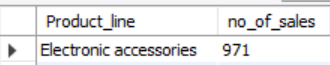 Product_line no_of_sales
Electronic accessories 971